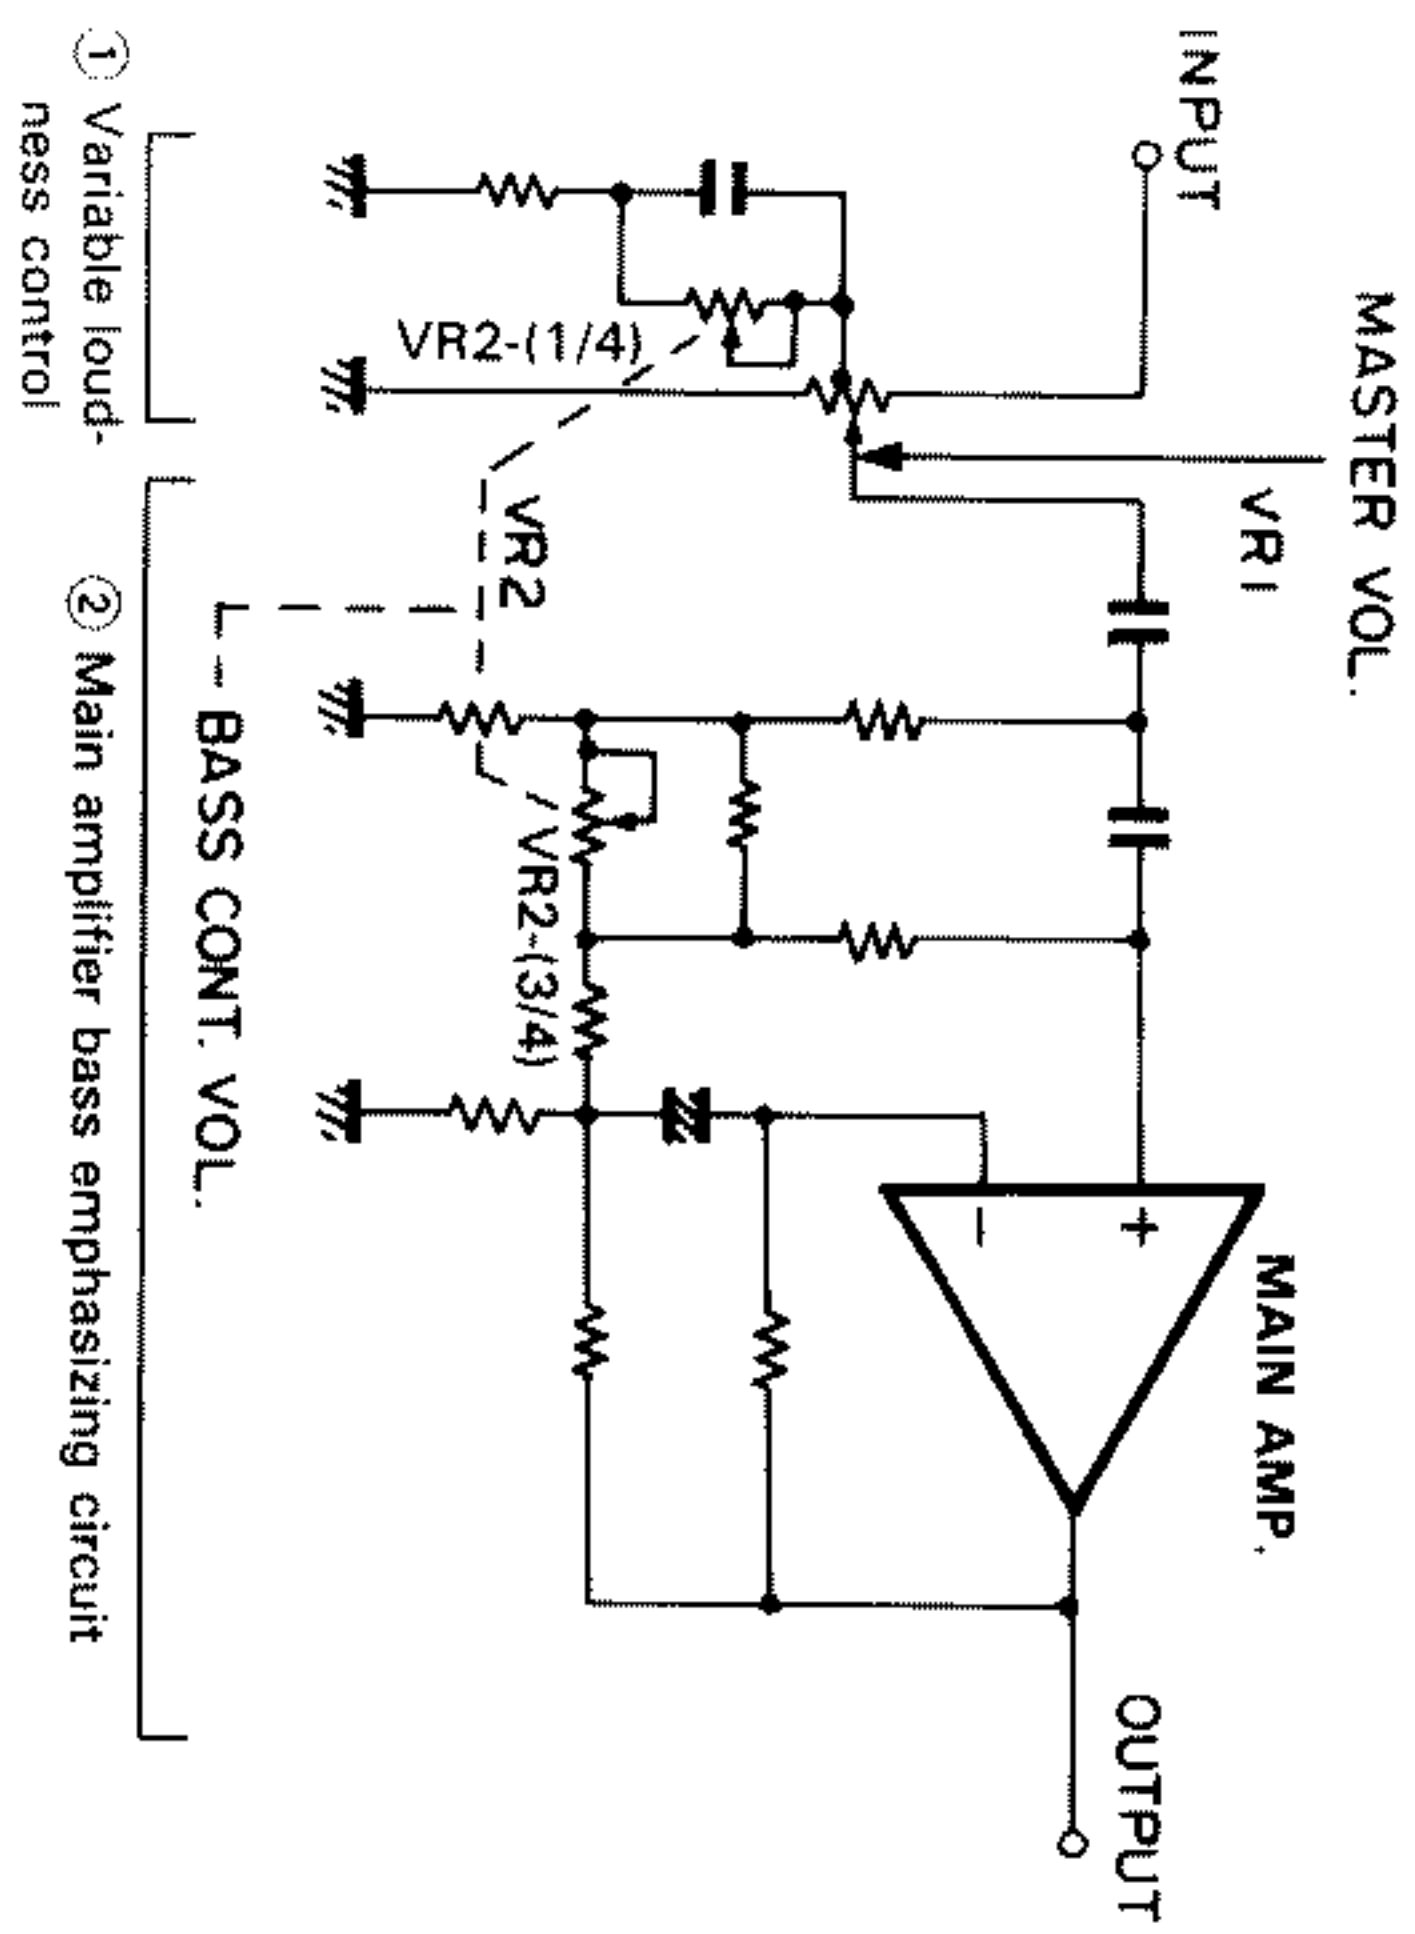 INPUT
MASTER VOL.
VR1
MAIN AMP.
+
−
OUTPUT
VR2-(1/4)
VR2
VR2-(3/4)
BASS CONT. VOL.
① Variable loud-
ness control
② Main amplifier bass emphasizing circuit